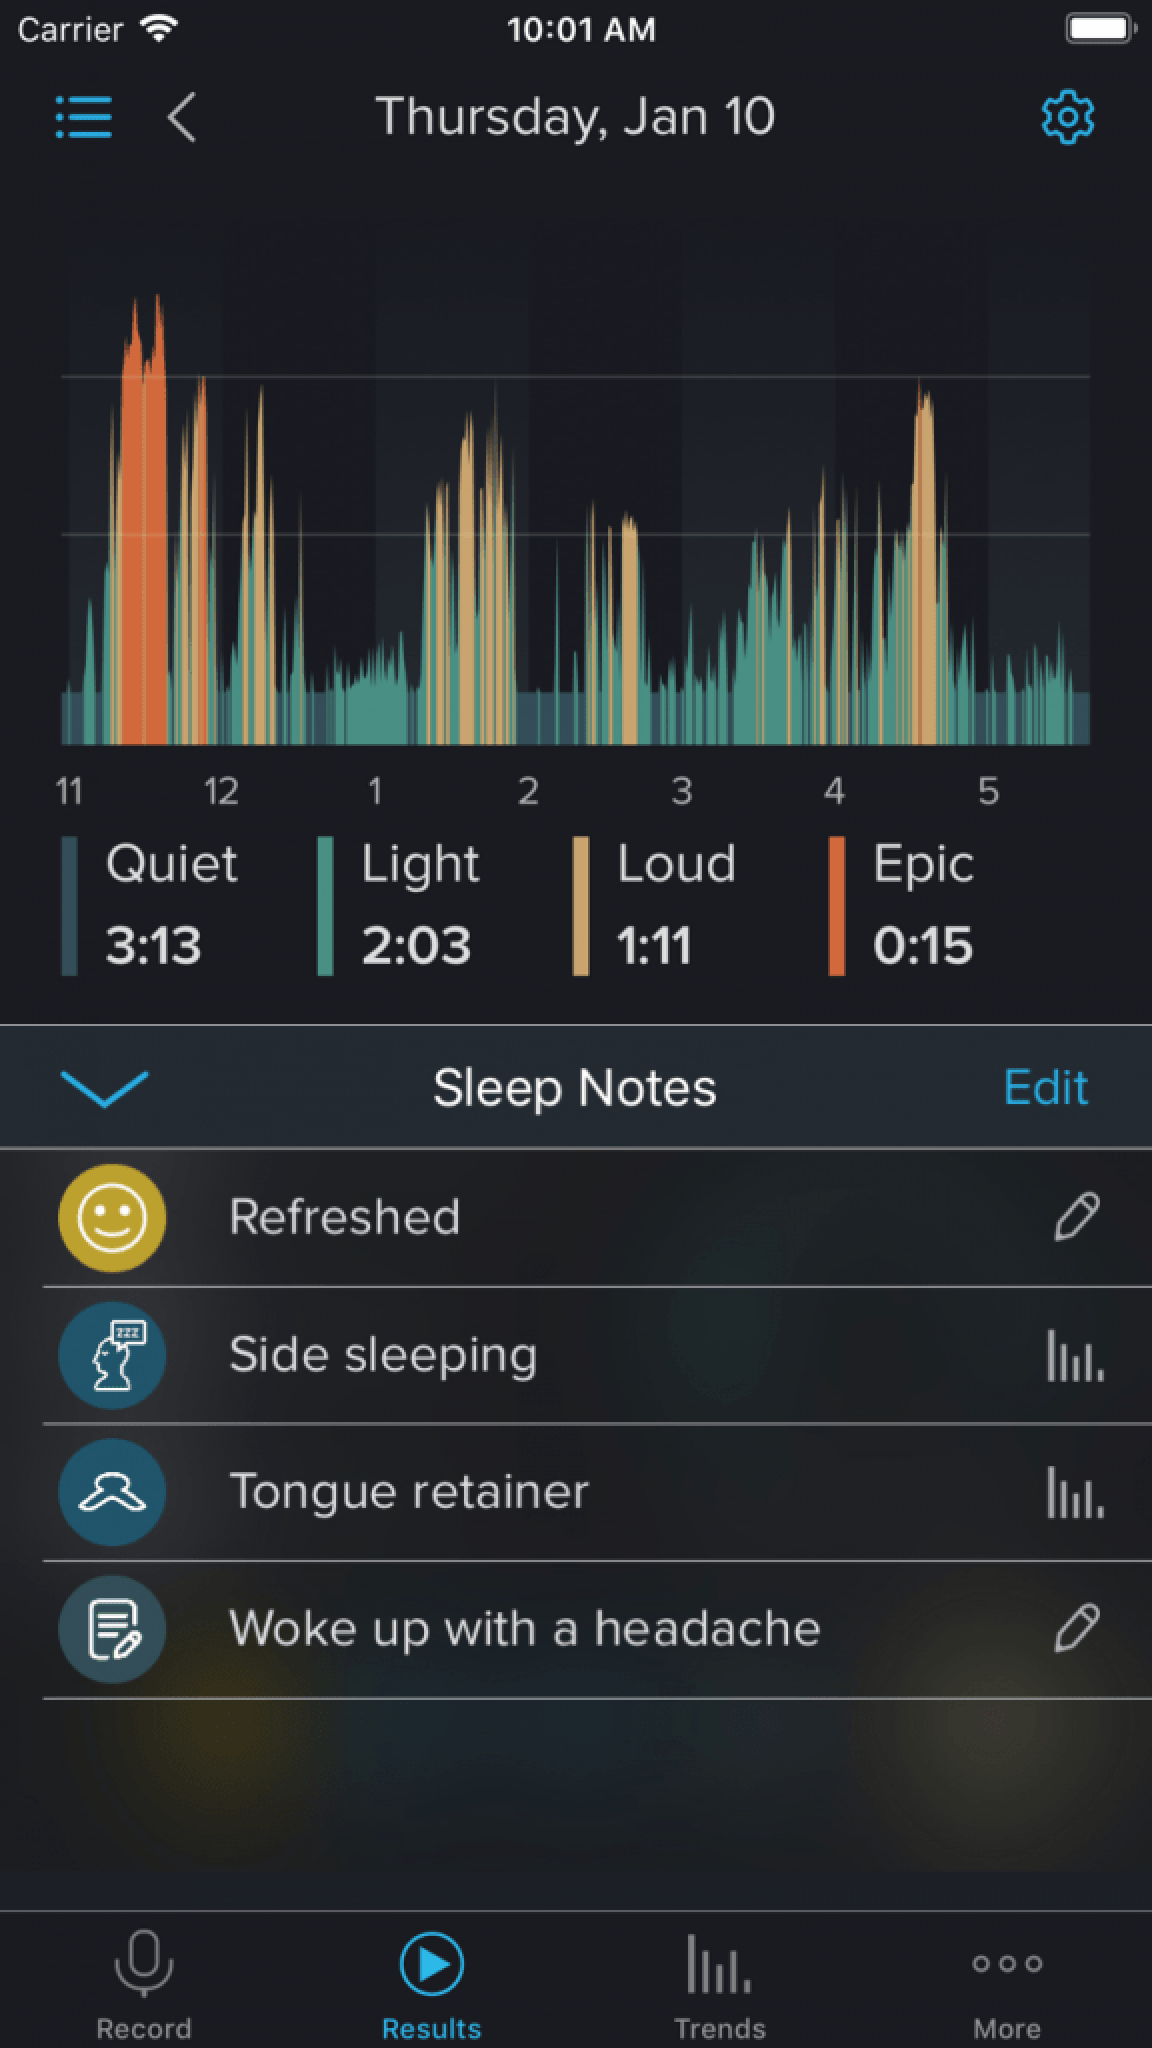 Carrier 10:01 AM
Thursday, Jan 10
11 12 1 2 3 4 5
Quiet Light Loud Epic
3:13 2:03 1:11 0:15
Sleep Notes Edit
Refreshed
zzz
Side sleeping
Tongue retainer
Woke up with a headache
Record Results Trends More